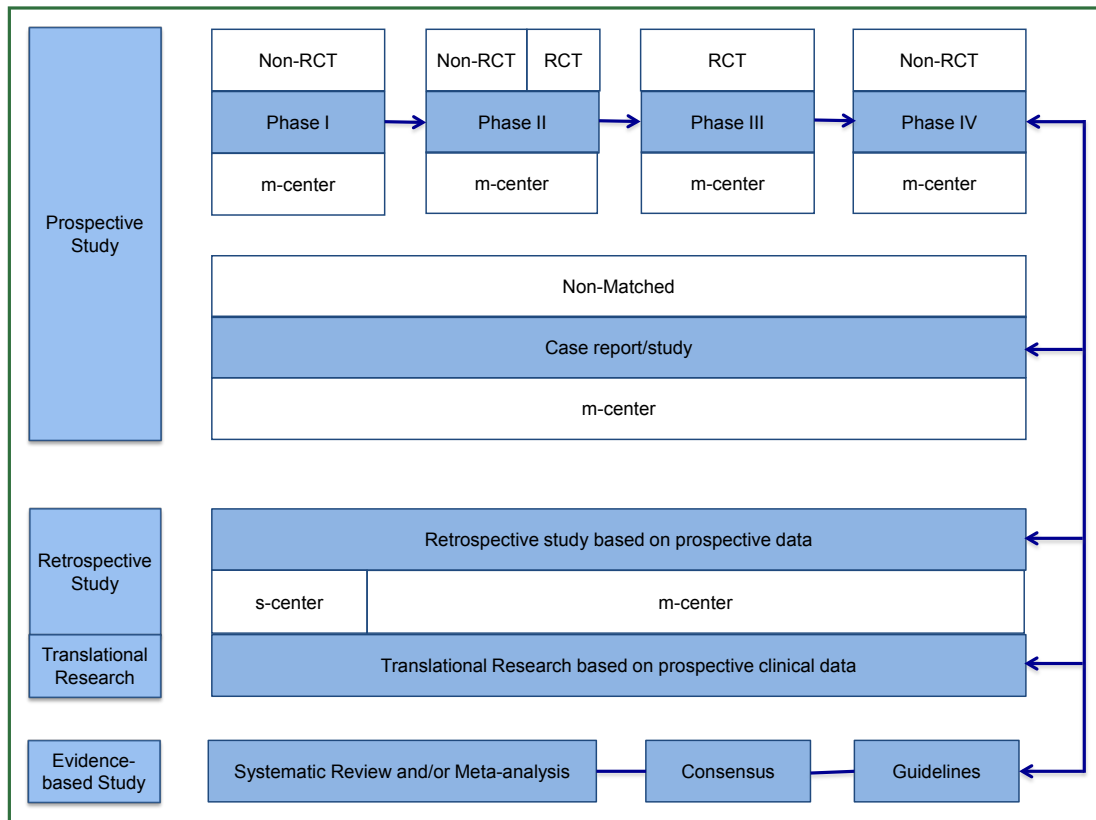 Prospective
Study
Non-RCT
Phase I
m-center
Non-RCT
RCT
Phase II
m-center
RCT
Phase III
m-center
Non-RCT
Phase IV
m-center
Non-Matched
Case report/study
m-center
Retrospective
Study
Retrospective study based on prospective data
s-center
m-center
Translational
Research
Translational Research based on prospective clinical data
Evidence-
based Study
Systematic Review and/or Meta-analysis
Consensus
Guidelines